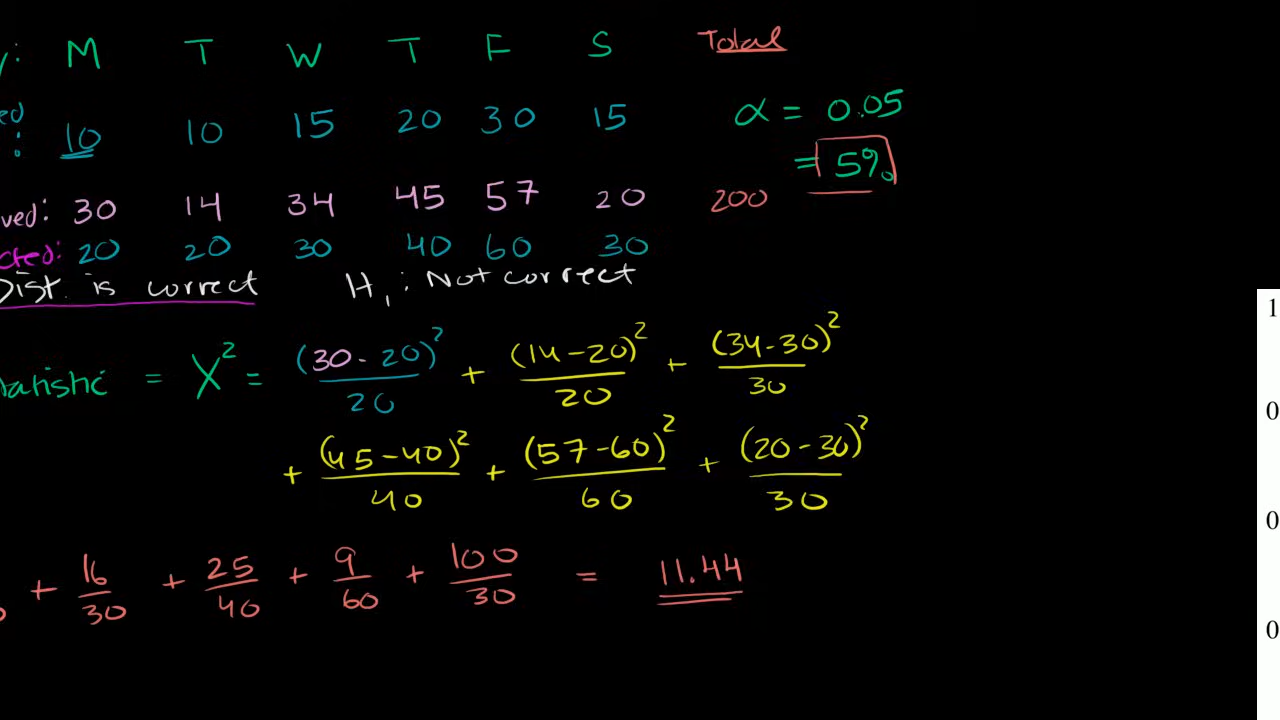 y: M T W T F S Total
ed : 10 10 15 20 30 15 α = 0.05
= 5%
ved: 30 14 34 45 57 20 200
cted: 20 20 30 40 60 30
Dist. is correct H₁: Not correct
tatistic = X² = (30-20)²/20 + (14-20)²/20 + (34-30)²/30
+ (45-40)²/40 + (57-60)²/60 + (20-30)²/30
+ 16/30 + 25/40 + 9/60 + 100/30 = 11.44
1
0
0
0